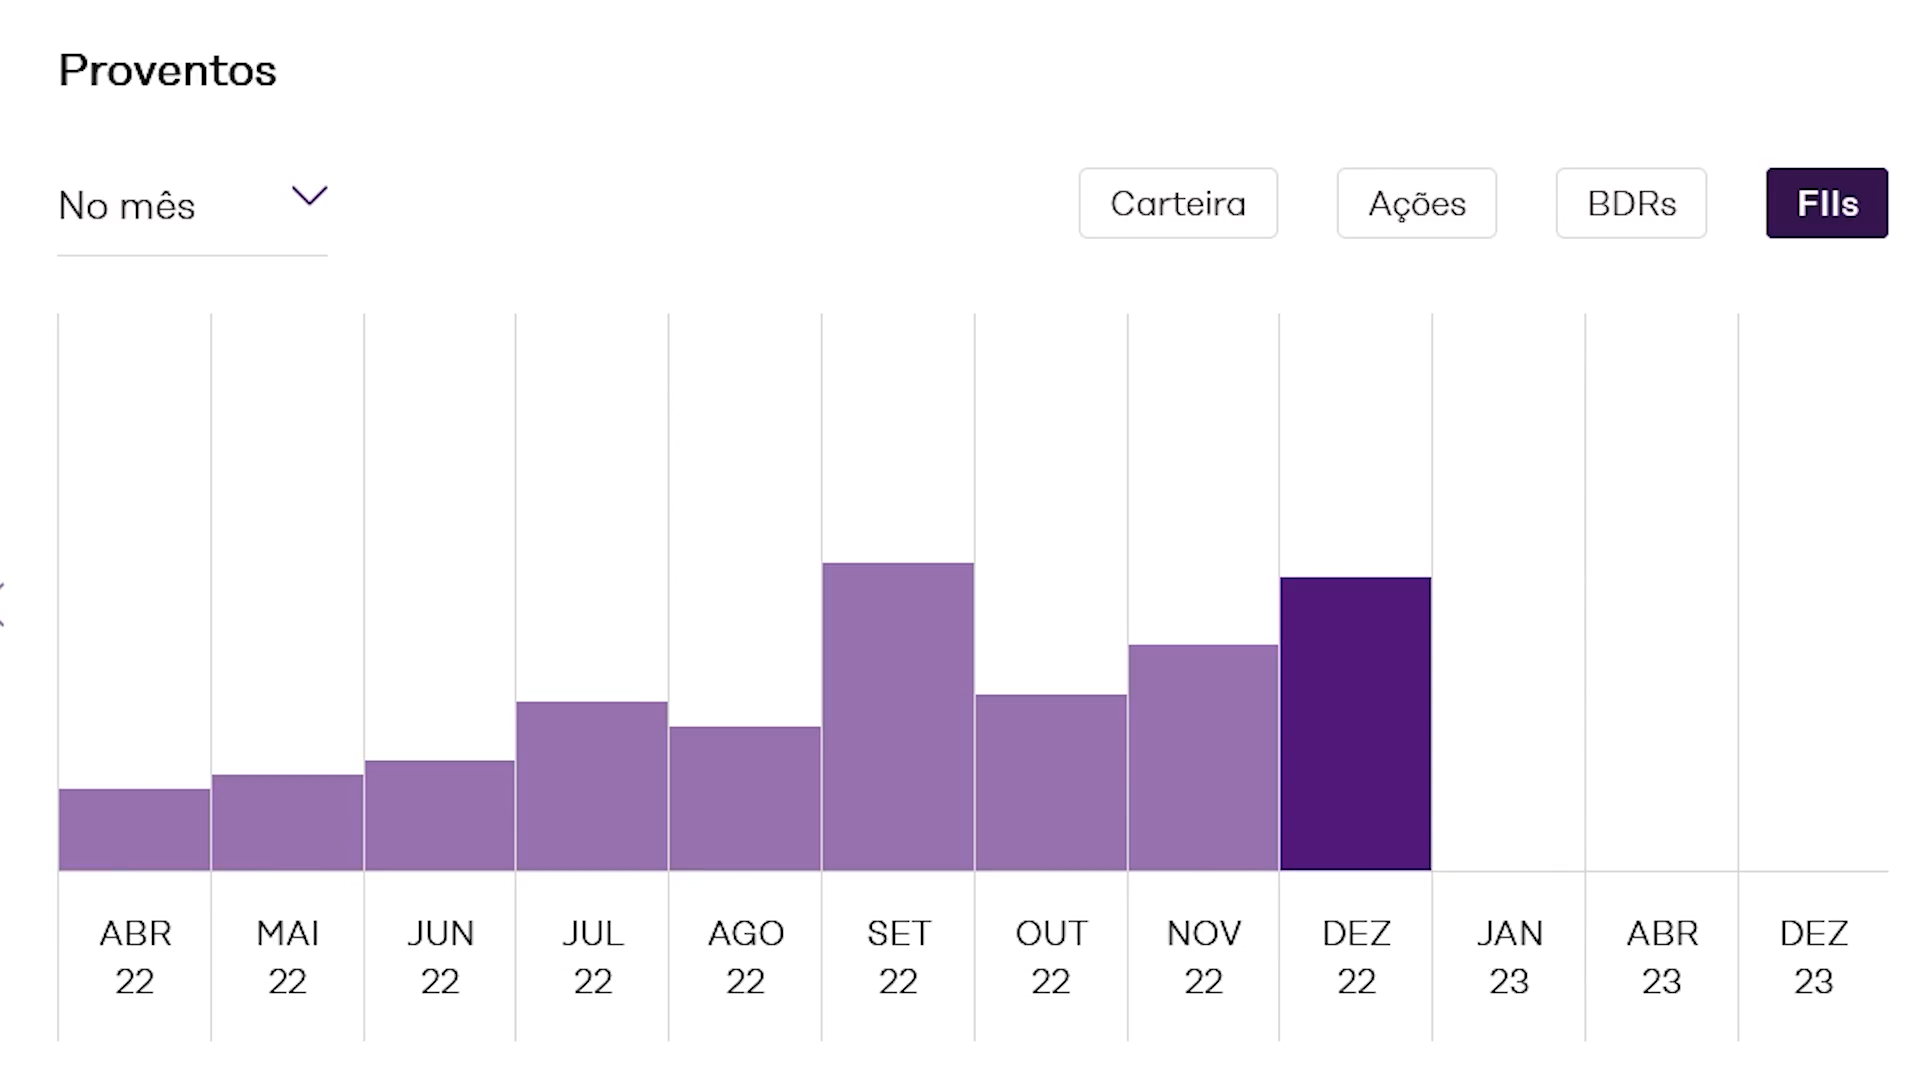 Proventos
No mês
Carteira
Ações
BDRs
FIIs
ABR
22
MAI
22
JUN
22
JUL
22
AGO
22
SET
22
OUT
22
NOV
22
DEZ
22
JAN
23
ABR
23
DEZ
23